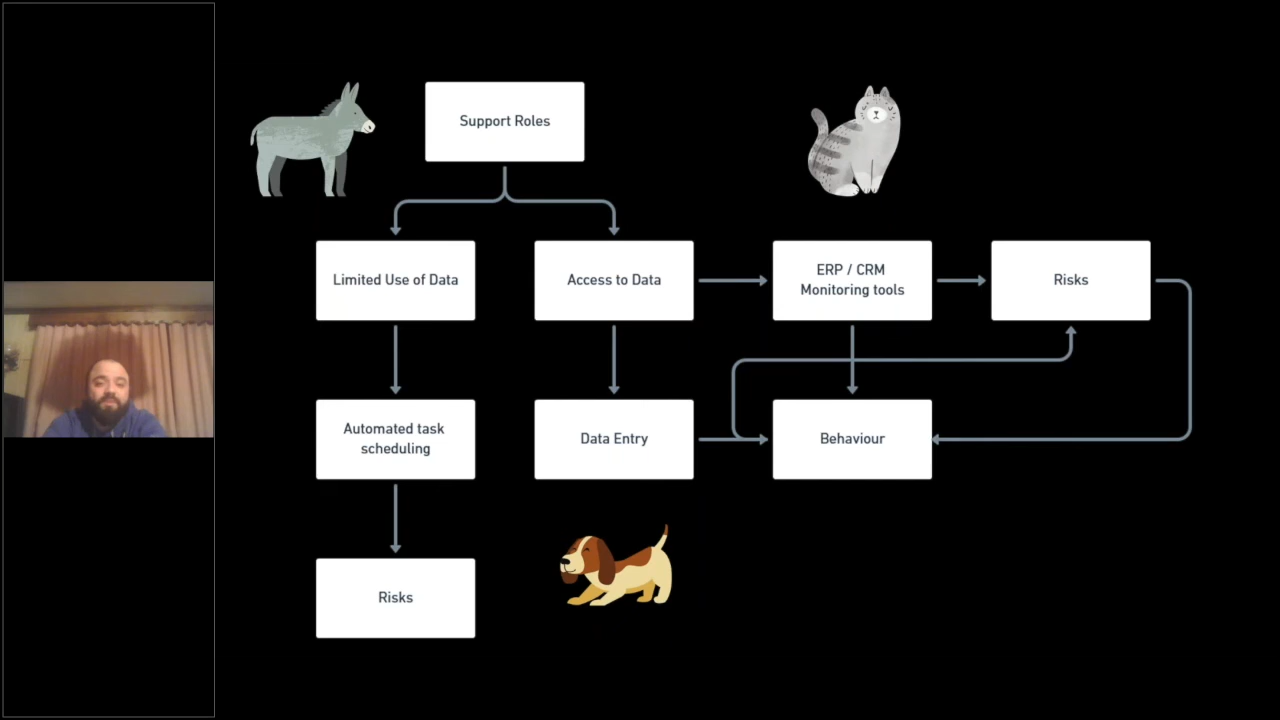 Support Roles
Limited Use of Data
Access to Data
ERP / CRM
Monitoring tools
Risks
Automated task
scheduling
Data Entry
Behaviour
Risks